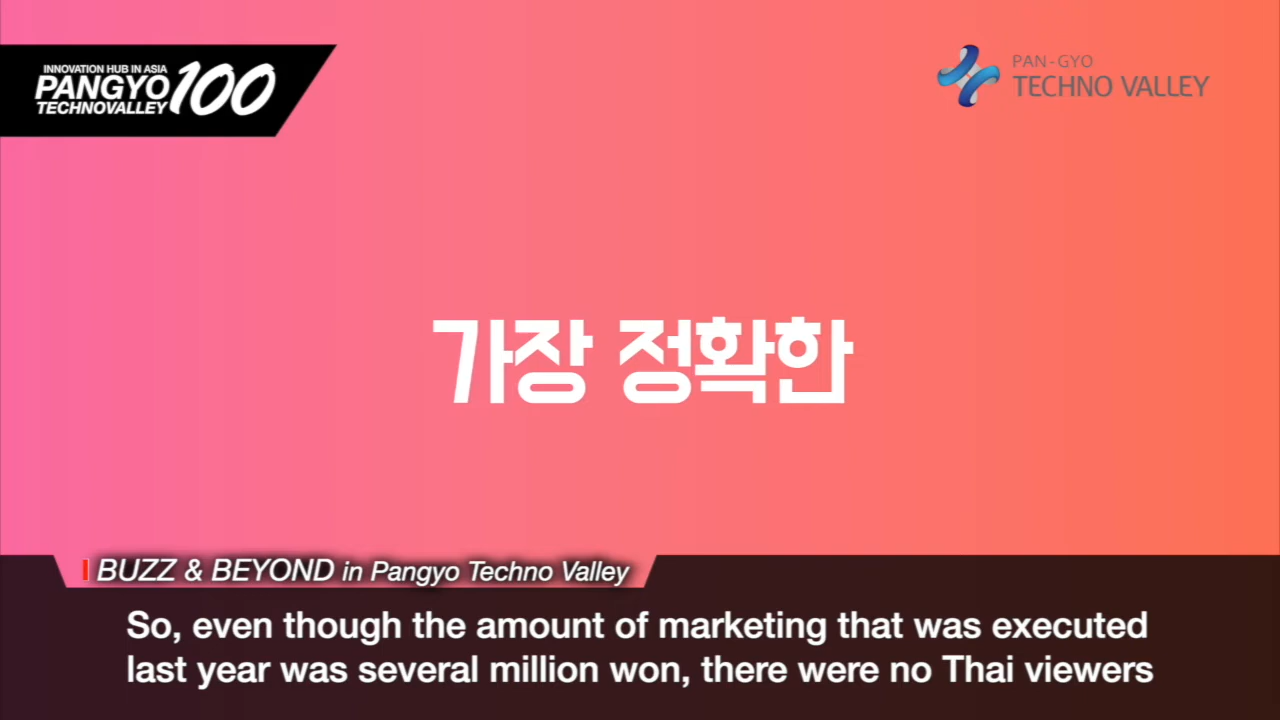 INNOVATION HUB IN ASIA
PANGYO 100
TECHNOVALLEY
PAN-GYO
TECHNO VALLEY
가장 정확한
BUZZ & BEYOND in Pangyo Techno Valley
So, even though the amount of marketing that was executed
last year was several million won, there were no Thai viewers